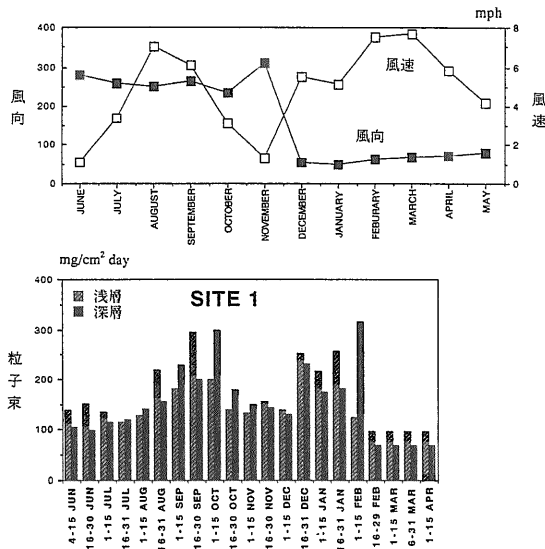 mph
400
300
200
100
0
風向
8
6
4
2
0
風速
風速
風向
JUNE
JULY
AUGUST
SEPTEMBER
OCTOBER
NOVEMBER
DECEMBER
JANUARY
FEBURARY
MARCH
APRIL
MAY
mg/cm² day
400
300
200
100
0
粒子束
浅層
深層
SITE 1
4-15 JUN
16-30 JUN
1-15 JUL
16-31 JUL
1-15 AUG
16-31 AUG
1-15 SEP
16-30 SEP
1-15 OCT
16-30 OCT
1-15 NOV
16-30 NOV
1-15 DEC
16-31 DEC
1-15 JAN
16-31 JAN
1-15 FEB
16-29 FEB
1-15 MAR
16-31 MAR
1-15 APR